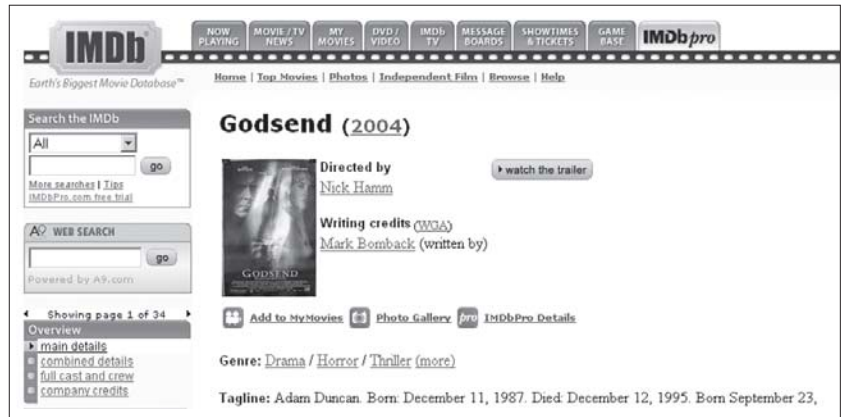 NOW PLAYING
MOVIE / TV NEWS
MY MOVIES
DVD / VIDEO
IMDb TV
MESSAGE BOARDS
SHOWTIMES & TICKETS
GAME BASE
IMDbpro
IMDb
Earth's Biggest Movie Database™
Home | Top Movies | Photos | Independent Film | Browse | Help
Search the IMDb
All
go
More searches | Tips
IMDbPro.com free trial
A9 WEB SEARCH
go
Powered by A9.com
Showing page 1 of 34
Overview
main details
combined details
full cast and crew
company credits
Godsend (2004)
GODSEND
Directed by
Nick Hamm
watch the trailer
Writing credits (WGA)
Mark Bomback (written by)
Add to MyMovies Photo Gallery pro IMDbPro Details
Genre: Drama / Horror / Thriller (more)
Tagline: Adam Duncan. Born: December 11, 1987. Died: December 12, 1995. Born September 23,